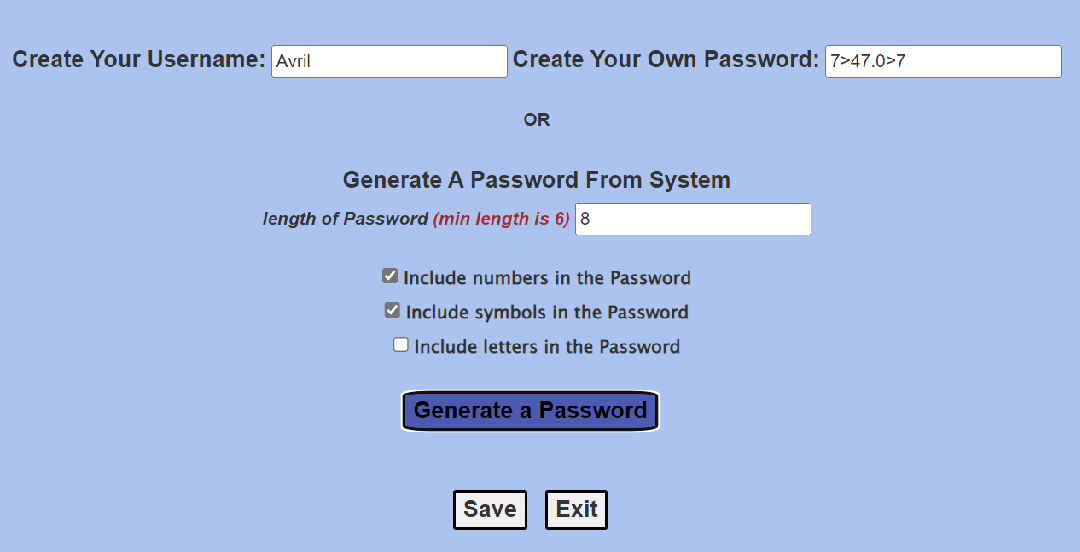 Create Your Username: Avril Create Your Own Password: 7>47.0>7
OR
Generate A Password From System
length of Password (min length is 6) 8
Include numbers in the Password
Include symbols in the Password
Include letters in the Password
Generate a Password
Save Exit